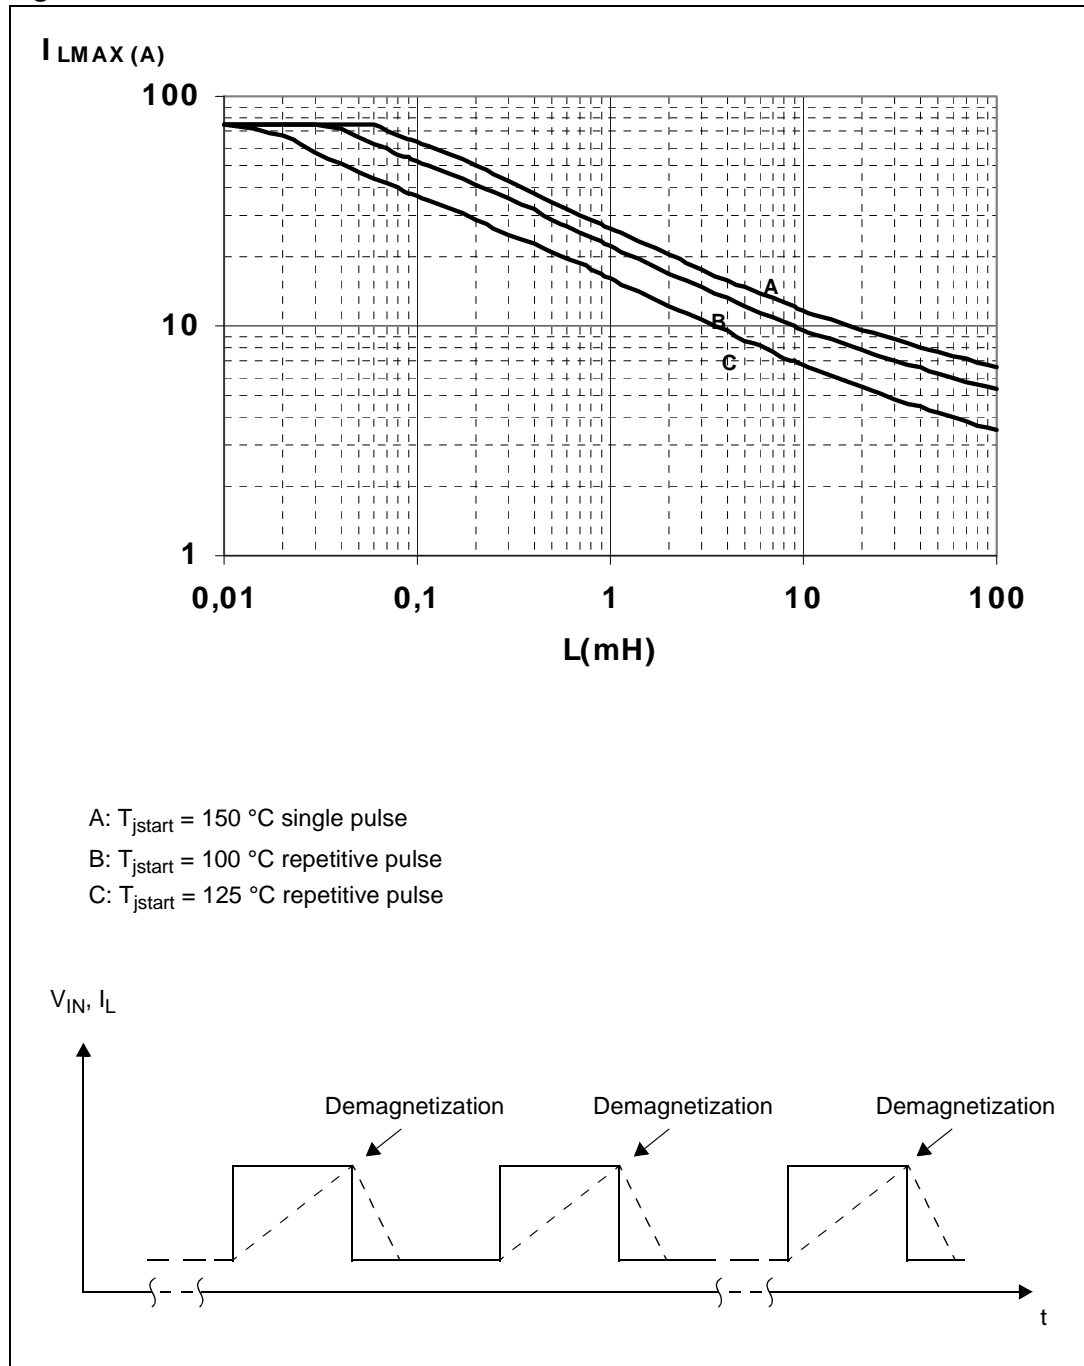 I LMAX (A)
100
10
1
A
B
C
0,01 0,1 1 10 100
L(mH)
A: Tjstart = 150 °C single pulse
B: Tjstart = 100 °C repetitive pulse
C: Tjstart = 125 °C repetitive pulse
VIN, IL
Demagnetization Demagnetization Demagnetization
t